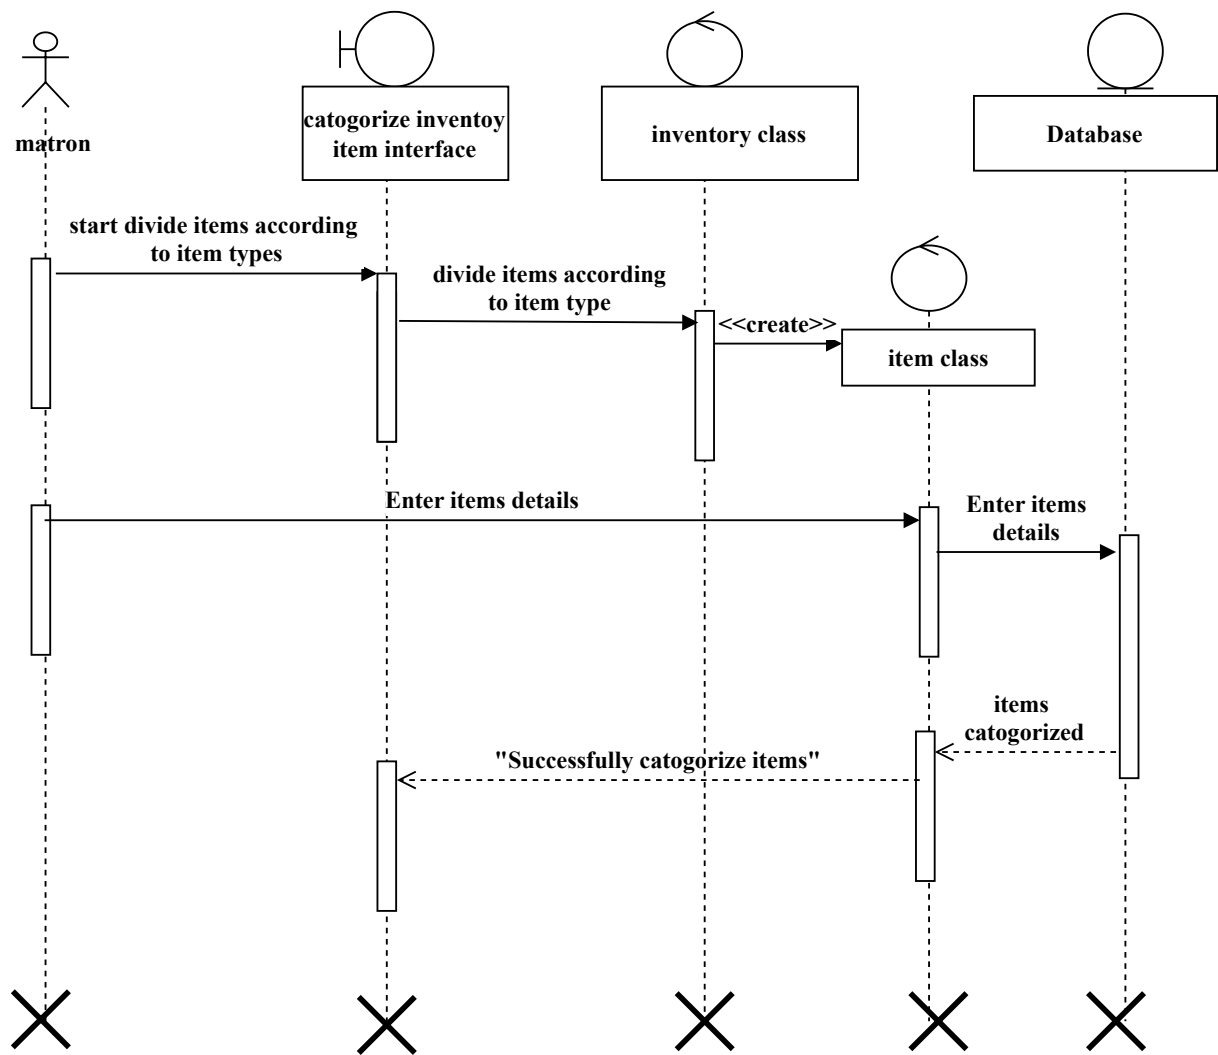 matron
catogorize inventoy
item interface
inventory class
Database
start divide items according
to item types
divide items according
to item type
<<create>>
item class
Enter items details
Enter items
details
items
catogorized
"Successfully catogorize items"